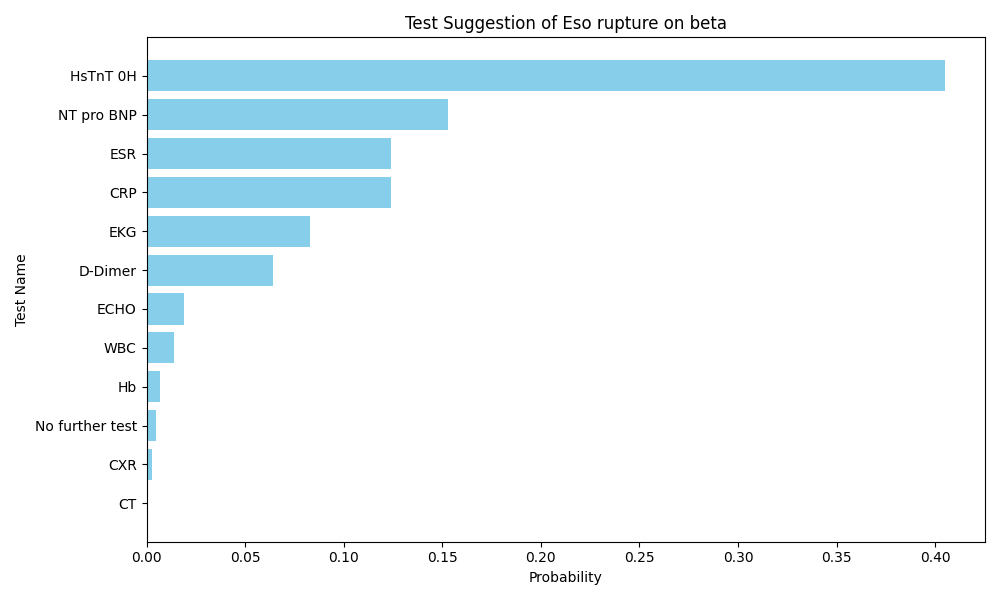 Test Suggestion of Eso rupture on beta
HsTnT 0H
NT pro BNP
ESR
CRP
EKG
D-Dimer
ECHO
WBC
Hb
No further test
CXR
CT
Test Name
0.00 0.05 0.10 0.15 0.20 0.25 0.30 0.35 0.40
Probability